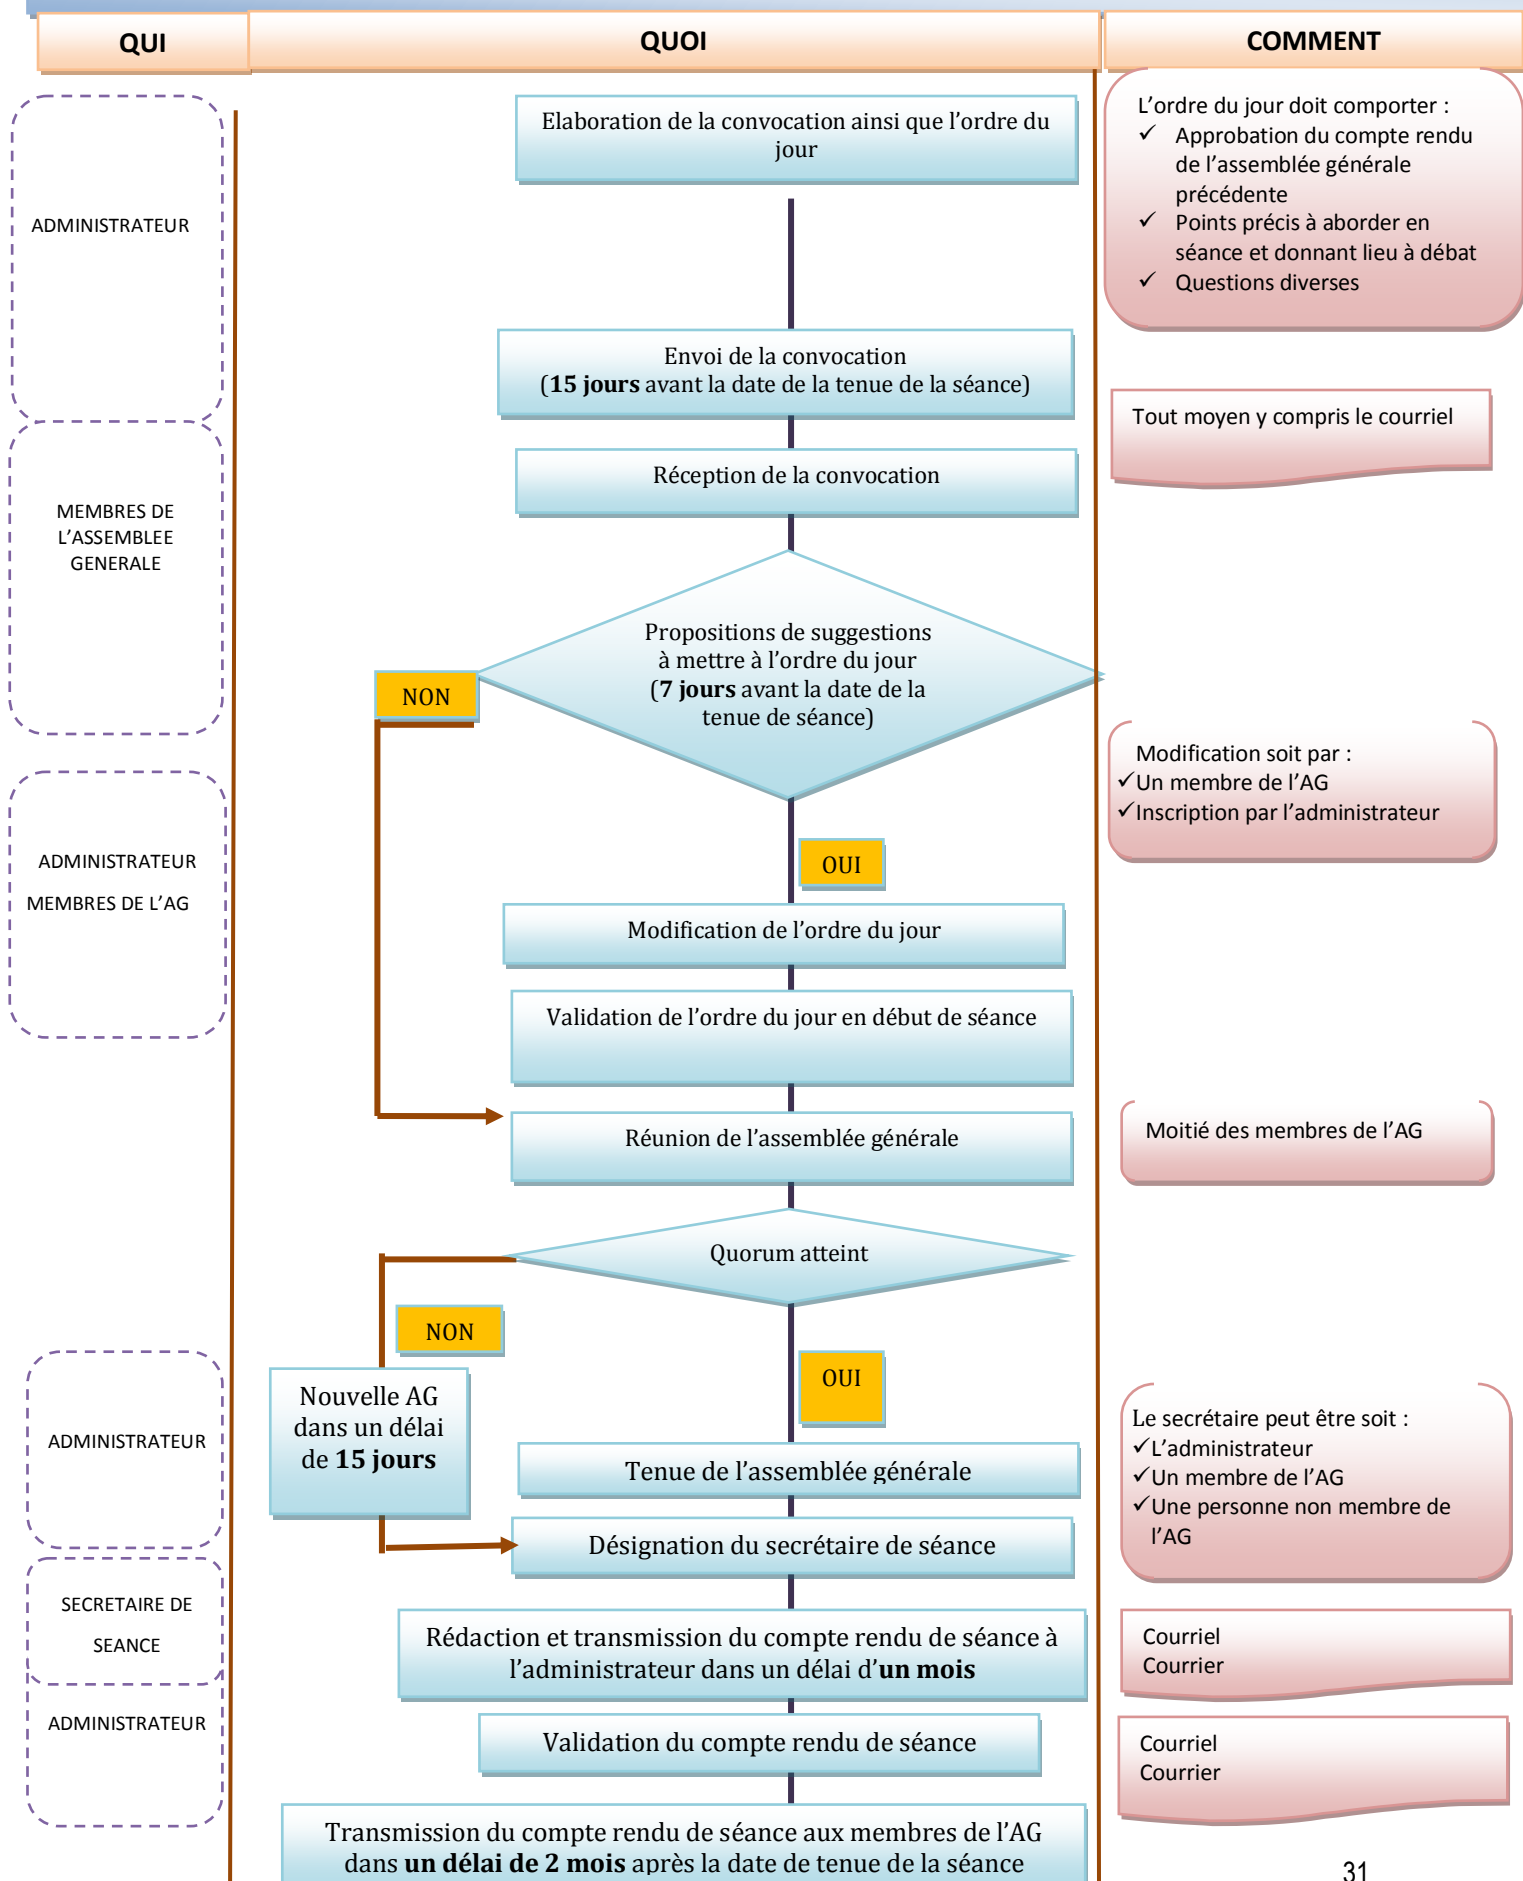 QUI
QUOI
COMMENT
Elaboration de la convocation ainsi que l’ordre du
jour
L’ordre du jour doit comporter :
✓ Approbation du compte rendu
de l’assemblée générale
précédente
✓ Points précis à aborder en
séance et donnant lieu à débat
✓ Questions diverses
ADMINISTRATEUR
Envoi de la convocation
(15 jours avant la date de la tenue de la séance)
Tout moyen y compris le courriel
Réception de la convocation
MEMBRES DE
L’ASSEMBLEE
GENERALE
Propositions de suggestions
à mettre à l’ordre du jour
(7 jours avant la date de la
tenue de séance)
NON
Modification soit par :
✓Un membre de l’AG
✓Inscription par l’administrateur
OUI
ADMINISTRATEUR
MEMBRES DE L’AG
Modification de l’ordre du jour
Validation de l’ordre du jour en début de séance
Réunion de l’assemblée générale
Moitié des membres de l’AG
Quorum atteint
NON
OUI
Nouvelle AG
dans un délai
de 15 jours
ADMINISTRATEUR
Tenue de l’assemblée générale
Le secrétaire peut être soit :
✓L’administrateur
✓Un membre de l’AG
✓Une personne non membre de
l’AG
Désignation du secrétaire de séance
SECRETAIRE DE
SEANCE
Rédaction et transmission du compte rendu de séance à
l’administrateur dans un délai d’un mois
Courriel
Courrier
ADMINISTRATEUR
Validation du compte rendu de séance
Courriel
Courrier
Transmission du compte rendu de séance aux membres de l’AG
dans un délai de 2 mois après la date de tenue de la séance
31